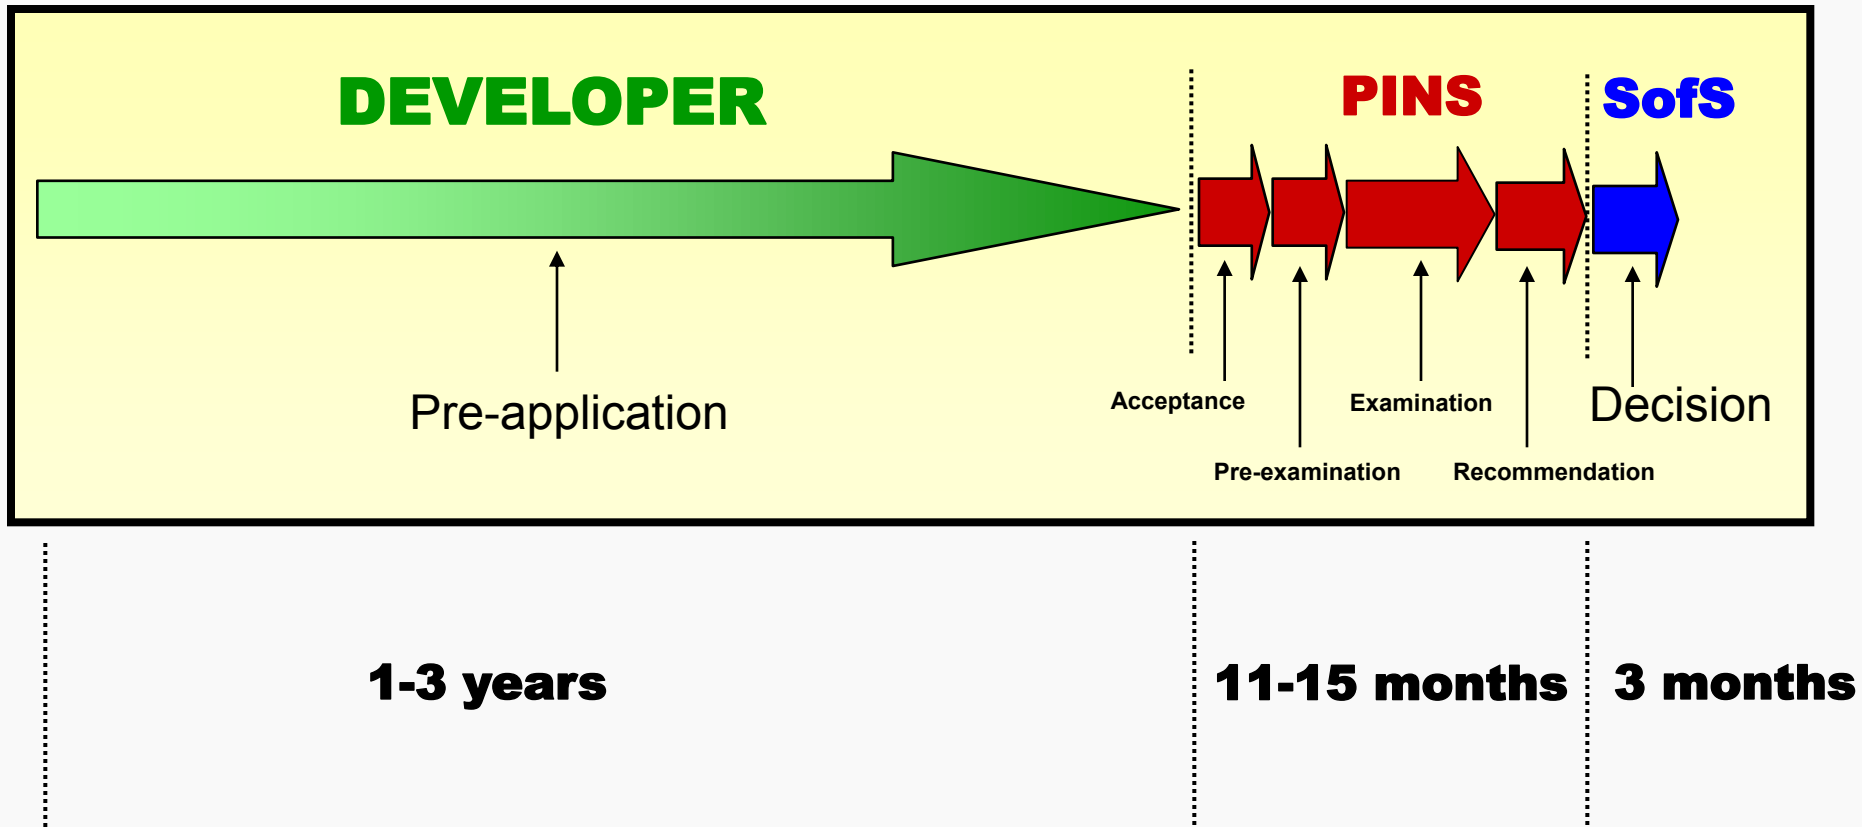 DEVELOPER
PINS
SofS
Pre-application
Acceptance
Examination
Decision
Pre-examination
Recommendation
1-3 years
11-15 months
3 months